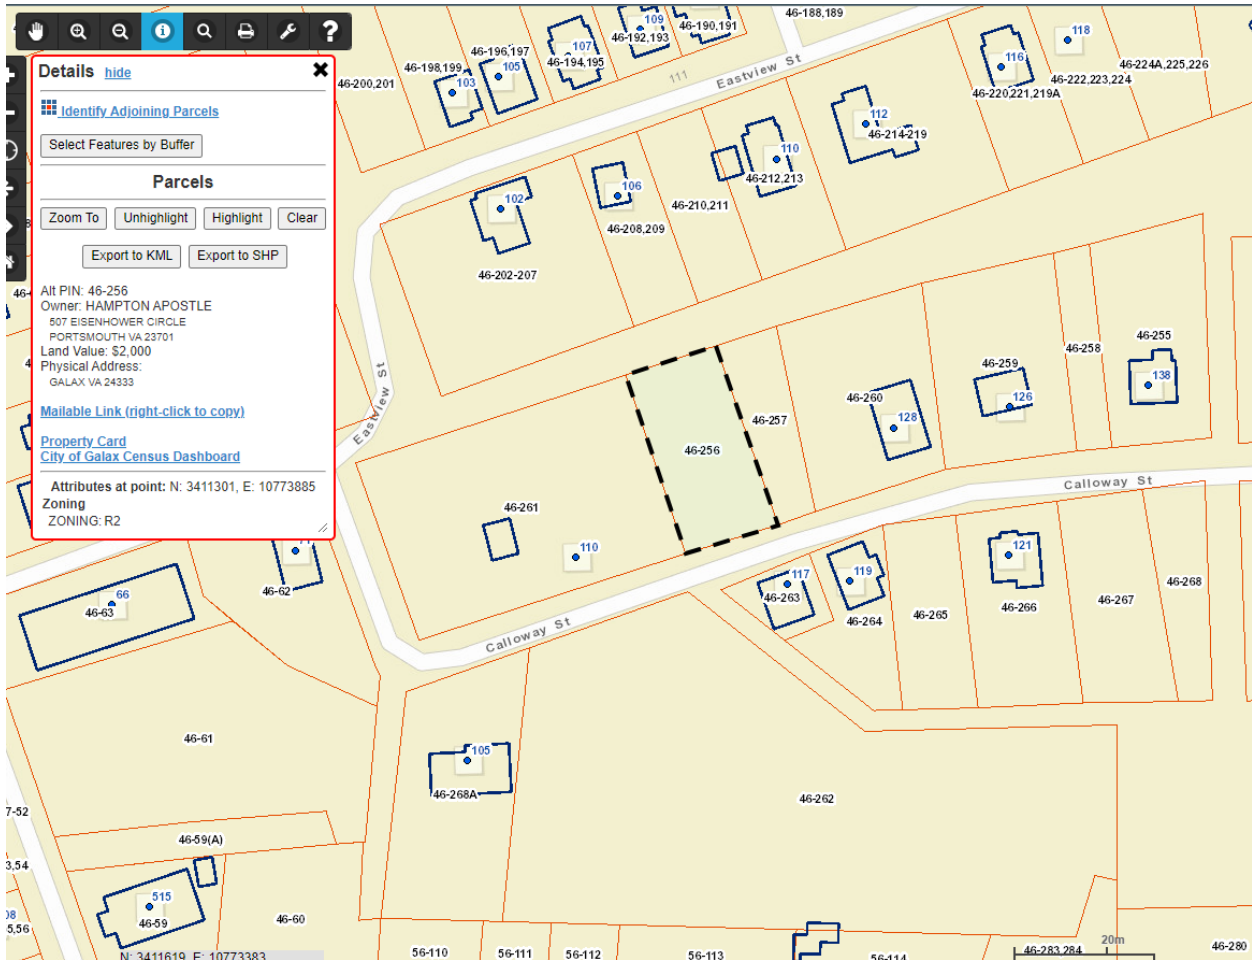 Details hide
Identify Adjoining Parcels
Select Features by Buffer
Parcels
Zoom To Unhighlight Highlight Clear
Export to KML Export to SHP
Alt PIN: 46-256
Owner: HAMPTON APOSTLE
507 EISENHOWER CIRCLE
PORTSMOUTH VA 23701
Land Value: $2,000
Physical Address:
GALAX VA 24333
Mailable Link (right-click to copy)
Property Card
City of Galax Census Dashboard
Attributes at point: N: 3411301, E: 10773885
Zoning
ZONING: R2
46-188,189
109
46-190,191
46-192,193
118
107
46-196,197
46-194,195
116
46-224A,225,226
46-198,199
105
111
Eastview St
46-222,223,224
46-200,201
103
46-220,221,219A
112
46-214-219
110
46-212,213
106
46-210,211
102
46-208,209
46-202-207
46-255
46-258
46-259
138
Eastview St
46-260
126
46-257
128
46-256
Calloway St
46-261
110
121
117
119
46-263
46-268
46-62
46-267
66
46-266
46-63
46-265
46-264
Calloway St
46-61
105
46-268A
46-262
7-52
46-59(A)
3,54
515
08
46-59
46-60
5,56
56-110
56-111
56-112
56-113
56-114
20m
46-283,284
46-280
N: 3411619, E: 10773383